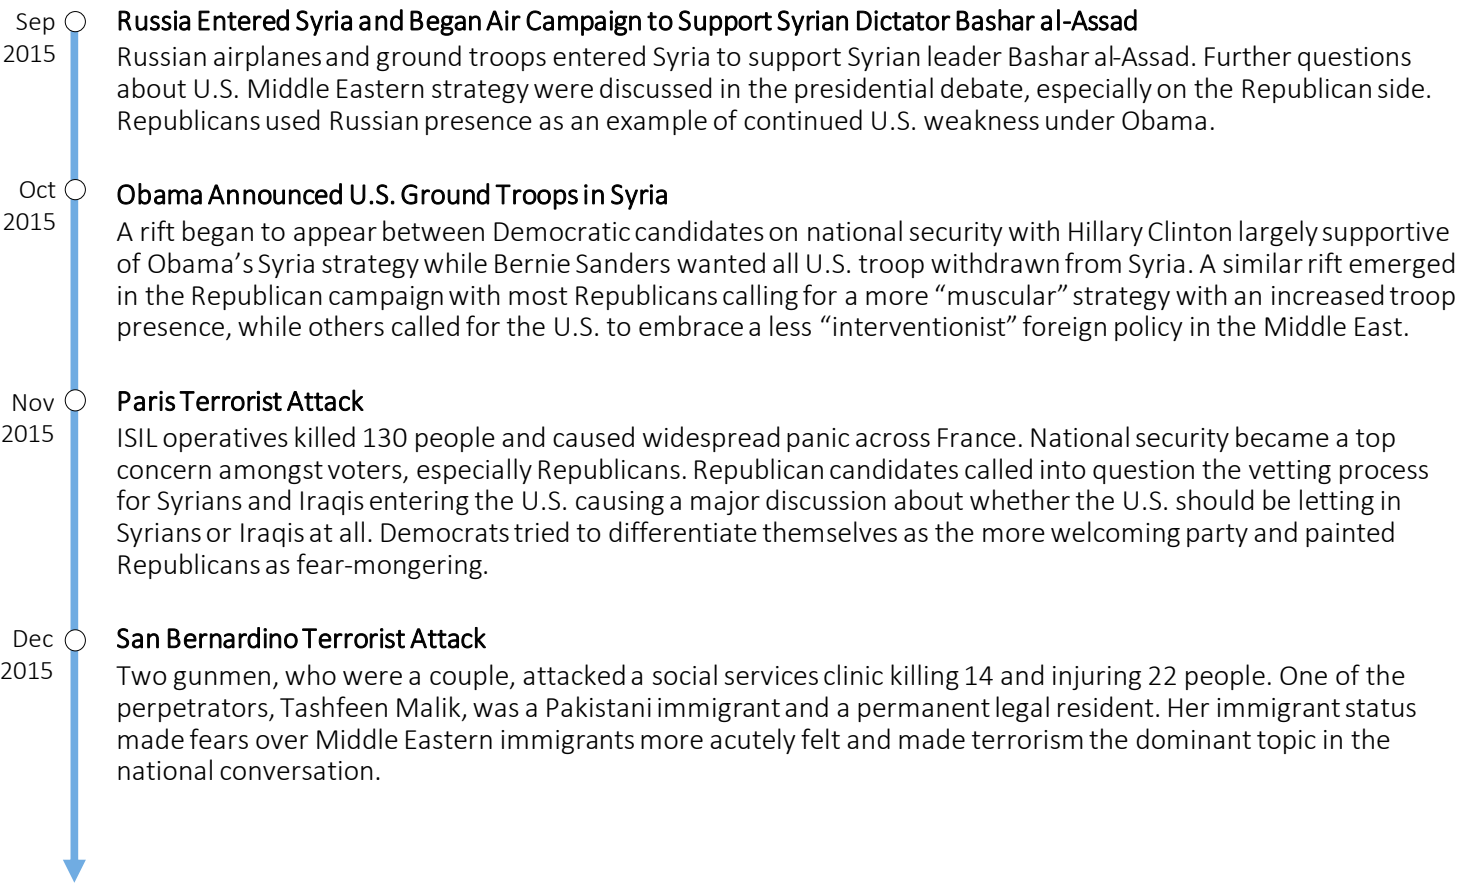 Sep
2015
Russia Entered Syria and Began Air Campaign to Support Syrian Dictator Bashar al-Assad
Russian airplanes and ground troops entered Syria to support Syrian leader Bashar al-Assad. Further questions
about U.S. Middle Eastern strategy were discussed in the presidential debate, especially on the Republican side.
Republicans used Russian presence as an example of continued U.S. weakness under Obama.
Oct
2015
Obama Announced U.S. Ground Troops in Syria
A rift began to appear between Democratic candidates on national security with Hillary Clinton largely supportive
of Obama's Syria strategy while Bernie Sanders wanted all U.S. troop withdrawn from Syria. A similar rift emerged
in the Republican campaign with most Republicans calling for a more “muscular” strategy with an increased troop
presence, while others called for the U.S. to embrace a less “interventionist” foreign policy in the Middle East.
Nov
2015
Paris Terrorist Attack
ISIL operatives killed 130 people and caused widespread panic across France. National security became a top
concern amongst voters, especially Republicans. Republican candidates called into question the vetting process
for Syrians and Iraqis entering the U.S. causing a major discussion about whether the U.S. should be letting in
Syrians or Iraqis at all. Democrats tried to differentiate themselves as the more welcoming party and painted
Republicans as fear-mongering.
Dec
2015
San Bernardino Terrorist Attack
Two gunmen, who were a couple, attacked a social services clinic killing 14 and injuring 22 people. One of the
perpetrators, Tashfeen Malik, was a Pakistani immigrant and a permanent legal resident. Her immigrant status
made fears over Middle Eastern immigrants more acutely felt and made terrorism the dominant topic in the
national conversation.